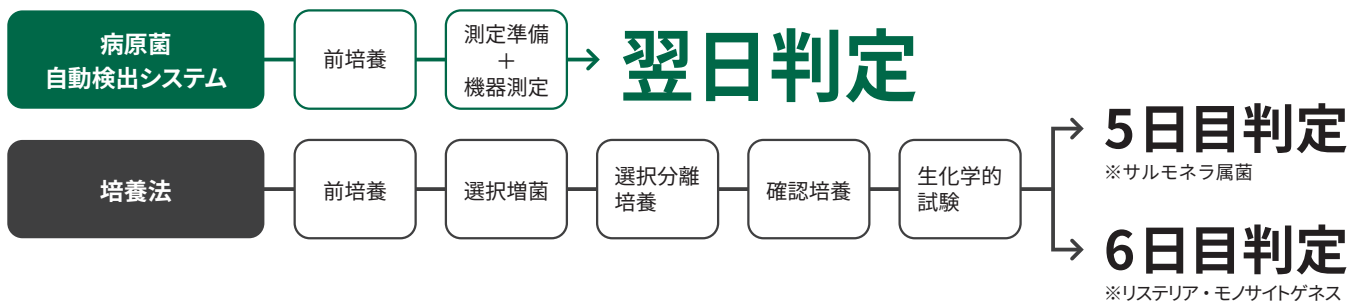 病原菌
自動検出システム
前培養
測定準備
+
機器測定
翌日判定
培養法
前培養
選択増菌
選択分離
培養
確認培養
生化学的
試験
5日目判定
※サルモネラ属菌
6日目判定
※リステリア・モノサイトゲネス